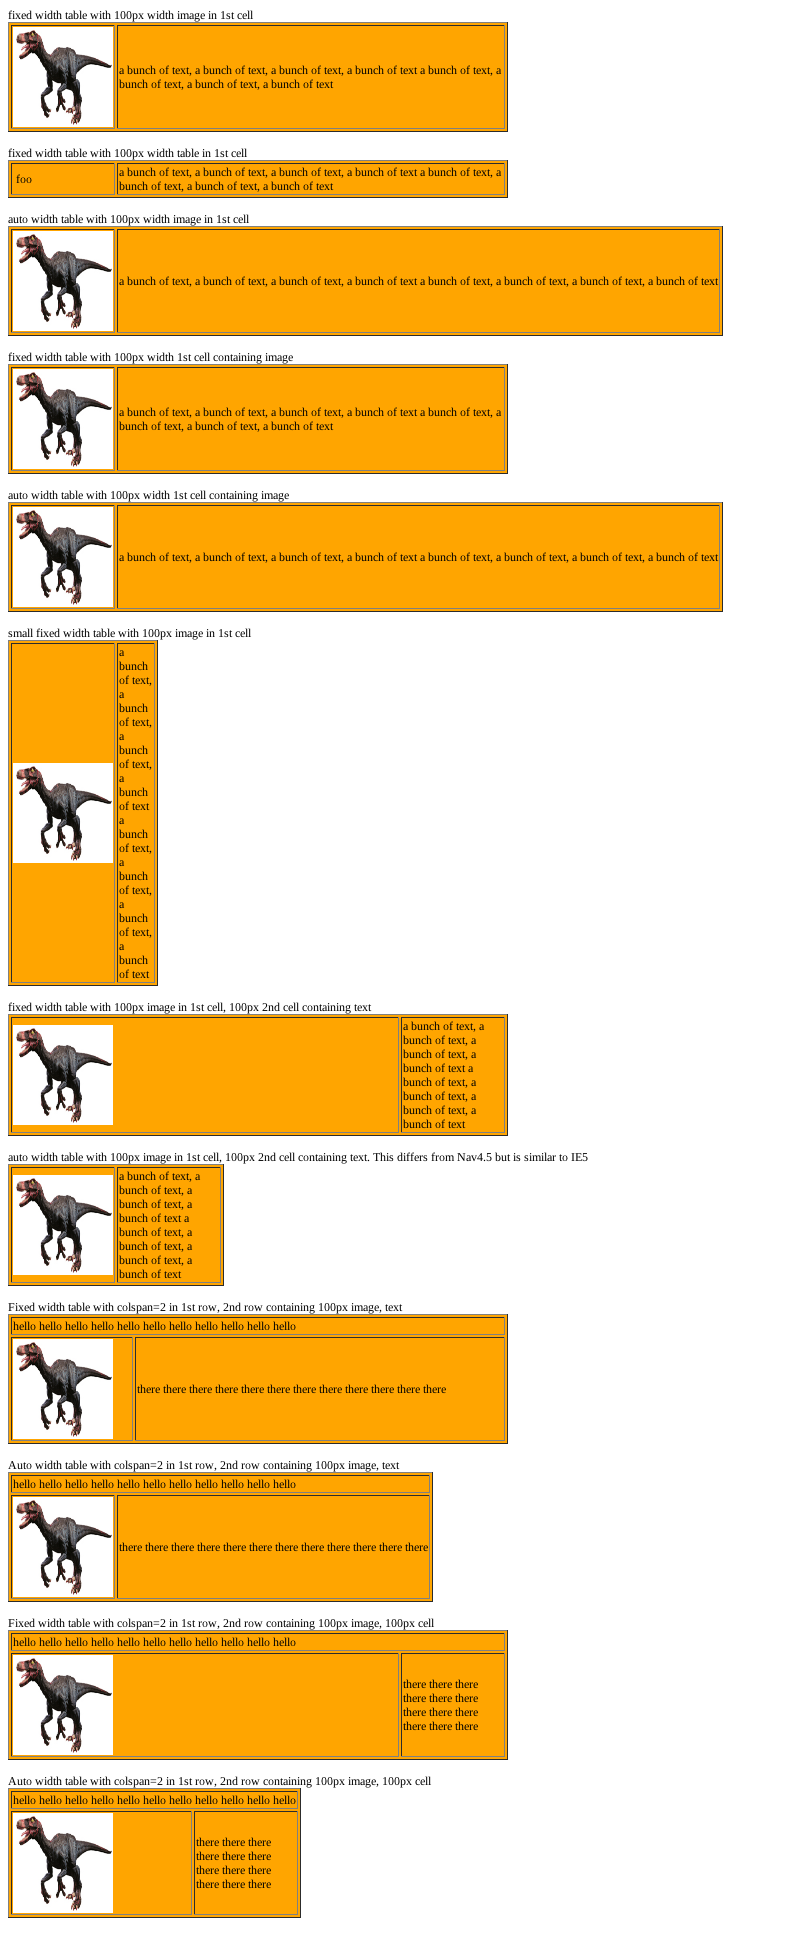 fixed width table with 100px width image in 1st cell
a bunch of text, a bunch of text, a bunch of text, a bunch of text a bunch of text, a
bunch of text, a bunch of text, a bunch of text
fixed width table with 100px width table in 1st cell
foo
a bunch of text, a bunch of text, a bunch of text, a bunch of text a bunch of text, a
bunch of text, a bunch of text, a bunch of text
auto width table with 100px width image in 1st cell
a bunch of text, a bunch of text, a bunch of text, a bunch of text a bunch of text, a bunch of text, a bunch of text, a bunch of text
fixed width table with 100px width 1st cell containing image
a bunch of text, a bunch of text, a bunch of text, a bunch of text a bunch of text, a
bunch of text, a bunch of text, a bunch of text
auto width table with 100px width 1st cell containing image
a bunch of text, a bunch of text, a bunch of text, a bunch of text a bunch of text, a bunch of text, a bunch of text, a bunch of text
small fixed width table with 100px image in 1st cell
a
bunch
of text,
a
bunch
of text,
a
bunch
of text,
a
bunch
of text
a
bunch
of text,
a
bunch
of text,
a
bunch
of text,
a
bunch
of text
fixed width table with 100px image in 1st cell, 100px 2nd cell containing text
a bunch of text, a
bunch of text, a
bunch of text, a
bunch of text a
bunch of text, a
bunch of text, a
bunch of text, a
bunch of text
auto width table with 100px image in 1st cell, 100px 2nd cell containing text. This differs from Nav4.5 but is similar to IE5
a bunch of text, a
bunch of text, a
bunch of text, a
bunch of text a
bunch of text, a
bunch of text, a
bunch of text, a
bunch of text
Fixed width table with colspan=2 in 1st row, 2nd row containing 100px image, text
hello hello hello hello hello hello hello hello hello hello hello
there there there there there there there there there there there there
Auto width table with colspan=2 in 1st row, 2nd row containing 100px image, text
hello hello hello hello hello hello hello hello hello hello hello
there there there there there there there there there there there there
Fixed width table with colspan=2 in 1st row, 2nd row containing 100px image, 100px cell
hello hello hello hello hello hello hello hello hello hello hello
there there there
there there there
there there there
there there there
Auto width table with colspan=2 in 1st row, 2nd row containing 100px image, 100px cell
hello hello hello hello hello hello hello hello hello hello hello
there there there
there there there
there there there
there there there